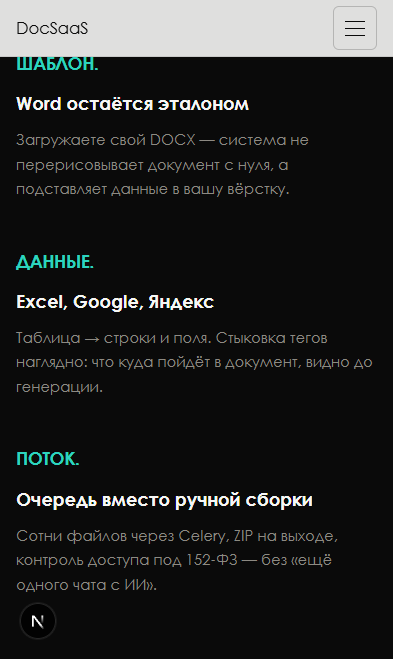 DocSaaS
ШАБЛОН.
Word остаётся эталоном
Загружаете свой DOCX — система не
перерисовывает документ с нуля, а
подставляет данные в вашу вёрстку.
ДАННЫЕ.
Excel, Google, Яндекс
Таблица → строки и поля. Стыковка тегов
наглядно: что куда пойдёт в документ, видно до
генерации.
ПОТОК.
Очередь вместо ручной сборки
Сотни файлов через Celery, ZIP на выходе,
контроль доступа под 152-ФЗ — без «ещё
одного чата с ИИ».
N